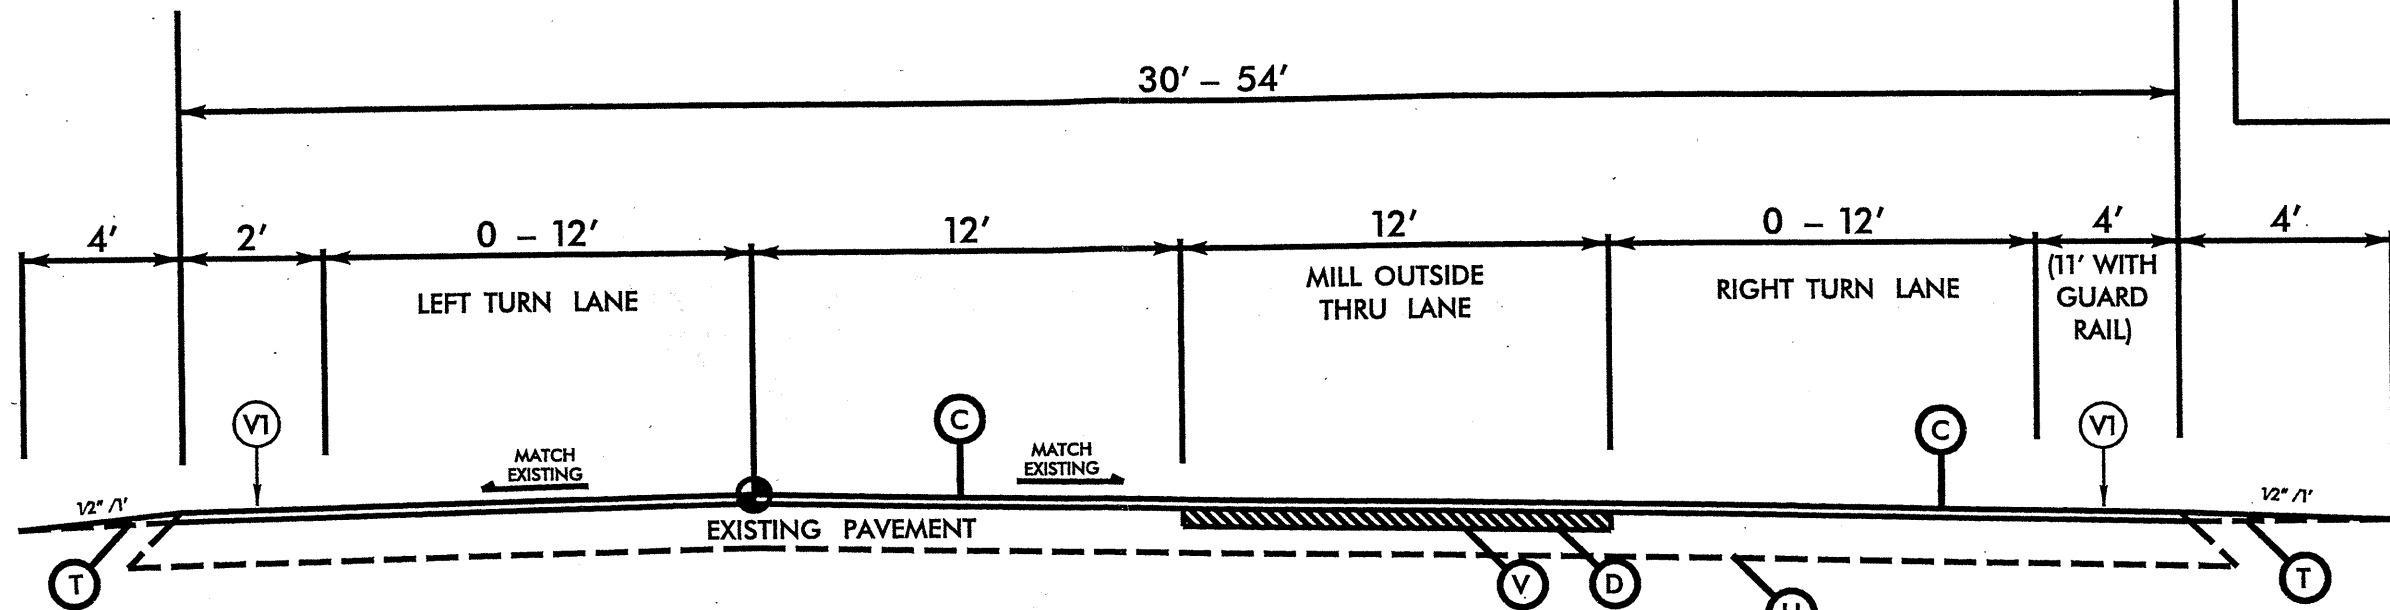 30' – 54'
4'
2'
0 – 12'
12'
12'
0 – 12'
4'
4'
LEFT TURN LANE
MILL OUTSIDE
THRU LANE
RIGHT TURN LANE
(11' WITH
GUARD
RAIL)
V1
C
C
V1
MATCH
EXISTING
MATCH
EXISTING
1/2" /1'
1/2" /1'
EXISTING PAVEMENT
T
V
D
T